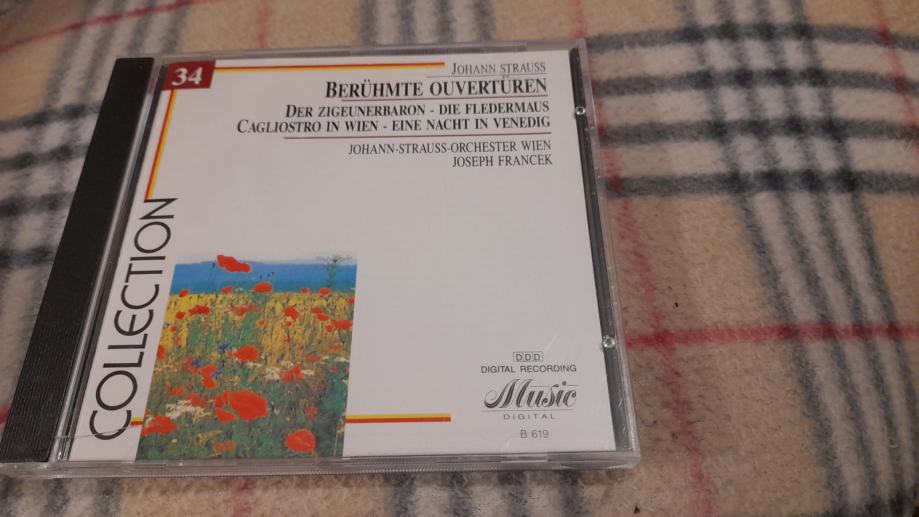 34
JOHANN STRAUSS
BERÜHMTE OUVERTÜREN
DER ZIGEUNERBARON - DIE FLEDERMAUS
CAGLIOSTRO IN WIEN - EINE NACHT IN VENEDIG
JOHANN-STRAUSS-ORCHESTER WIEN
JOSEPH FRANCEK
COLLECTION
DDD
DIGITAL RECORDING
Music
DIGITAL
B 619